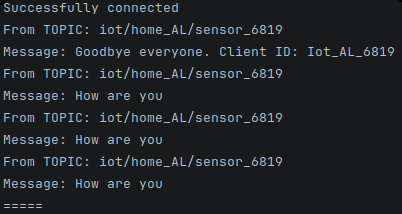 Successfully connected
From TOPIC: iot/home_AL/sensor_6819
Message: Goodbye everyone. Client ID: Iot_AL_6819
From TOPIC: iot/home_AL/sensor_6819
Message: How are you
From TOPIC: iot/home_AL/sensor_6819
Message: How are you
From TOPIC: iot/home_AL/sensor_6819
Message: How are you
=====